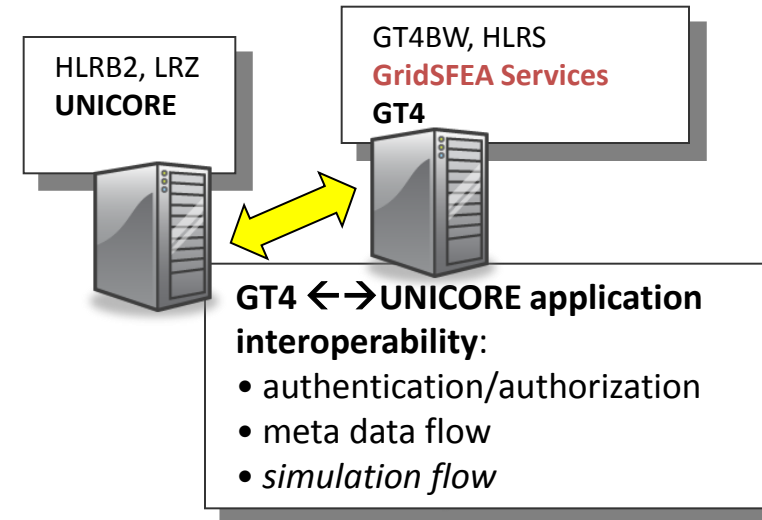 HLRB2, LRZ
UNICORE
GT4BW, HLRS
GridSFEA Services
GT4
GT4 ←→UNICORE application
interoperability:
• authentication/authorization
• meta data flow
• simulation flow